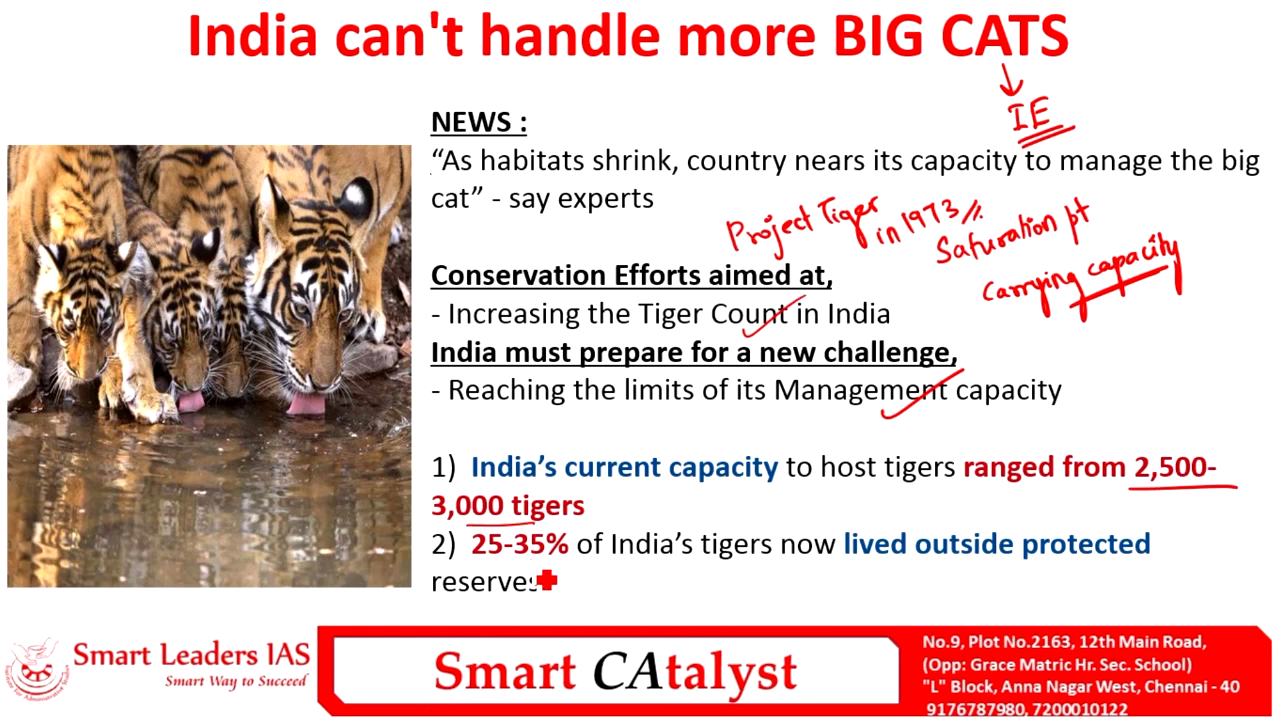 India can't handle more BIG CATS
IE
NEWS :
“As habitats shrink, country nears its capacity to manage the big
cat” - say experts
Project Tiger
in 1973 //.
Saturation pt
Carrying capacity
Conservation Efforts aimed at,
- Increasing the Tiger Count in India
India must prepare for a new challenge,
- Reaching the limits of its Management capacity
1) India’s current capacity to host tigers ranged from 2,500-
3,000 tigers
2) 25-35% of India’s tigers now lived outside protected
reserves
Smart Leaders IAS
Smart Way to Succeed
Smart CAtalyst
No.9, Plot No.2163, 12th Main Road,
(Opp: Grace Matric Hr. Sec. School)
"L" Block, Anna Nagar West, Chennai - 40
9176787980, 7200010122